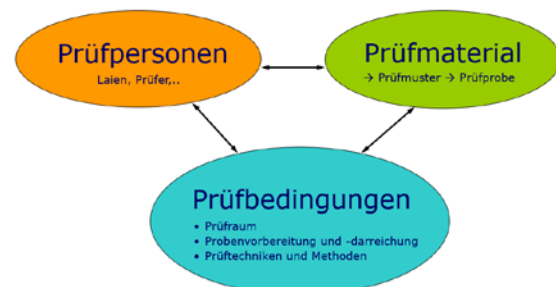 Prüfpersonen
Laien, Prüfer,..
Prüfmaterial
→ Prüfmuster → Prüfprobe
Prüfbedingungen
• Prüfraum
• Probenvorbereitung und -darreichung
• Prüftechniken und Methoden